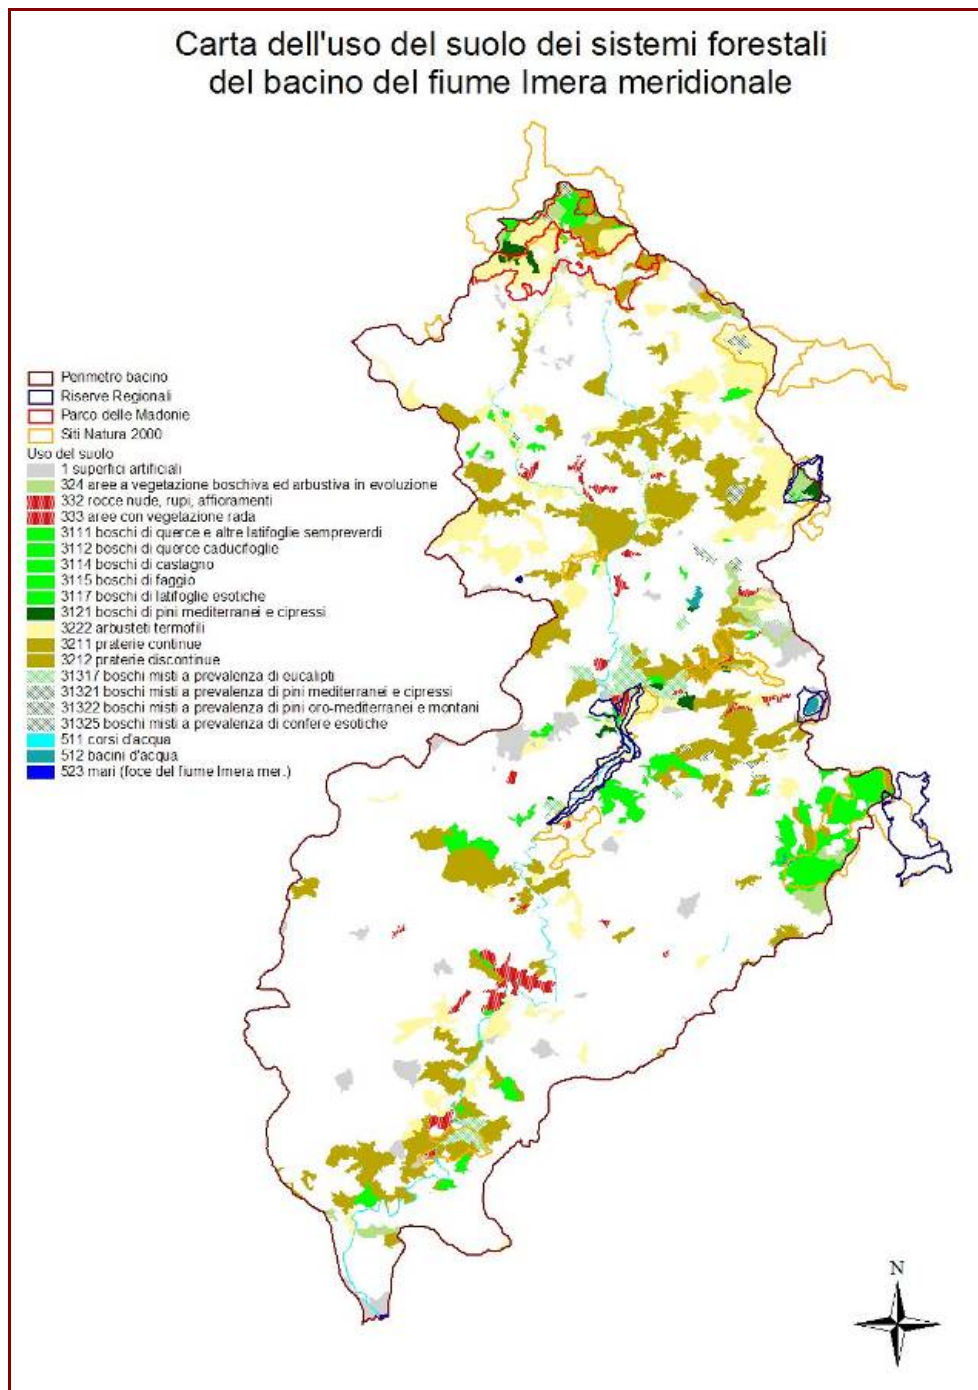 Carta dell'uso del suolo dei sistemi forestali
del bacino del fiume Imera meridionale
Perimetro bacino
Riserve Regionali
Parco delle Madonie
Siti Natura 2000
Uso del suolo
1 superfici artificiali
324 aree a vegetazione boschiva ed arbustiva in evoluzione
332 rocce nude, rupi, affioramenti
333 aree con vegetazione rada
3111 boschi di querce e altre latifoglie sempreverdi
3112 boschi di querce caducifoglie
3114 boschi di castagno
3115 boschi di faggio
3117 boschi di latifoglie esotiche
3121 boschi di pini mediterranei e cipressi
3222 arbusteti termofili
3211 praterie continue
3212 praterie discontinue
31317 boschi misti a prevalenza di eucalipti
31321 boschi misti a prevalenza di pini mediterranei e cipressi
31322 boschi misti a prevalenza di pini oro-mediterranei e montani
31325 boschi misti a prevalenza di confere esotiche
511 corsi d'acqua
512 bacini d'acqua
523 mari (foce del fiume Imera mer.)
N